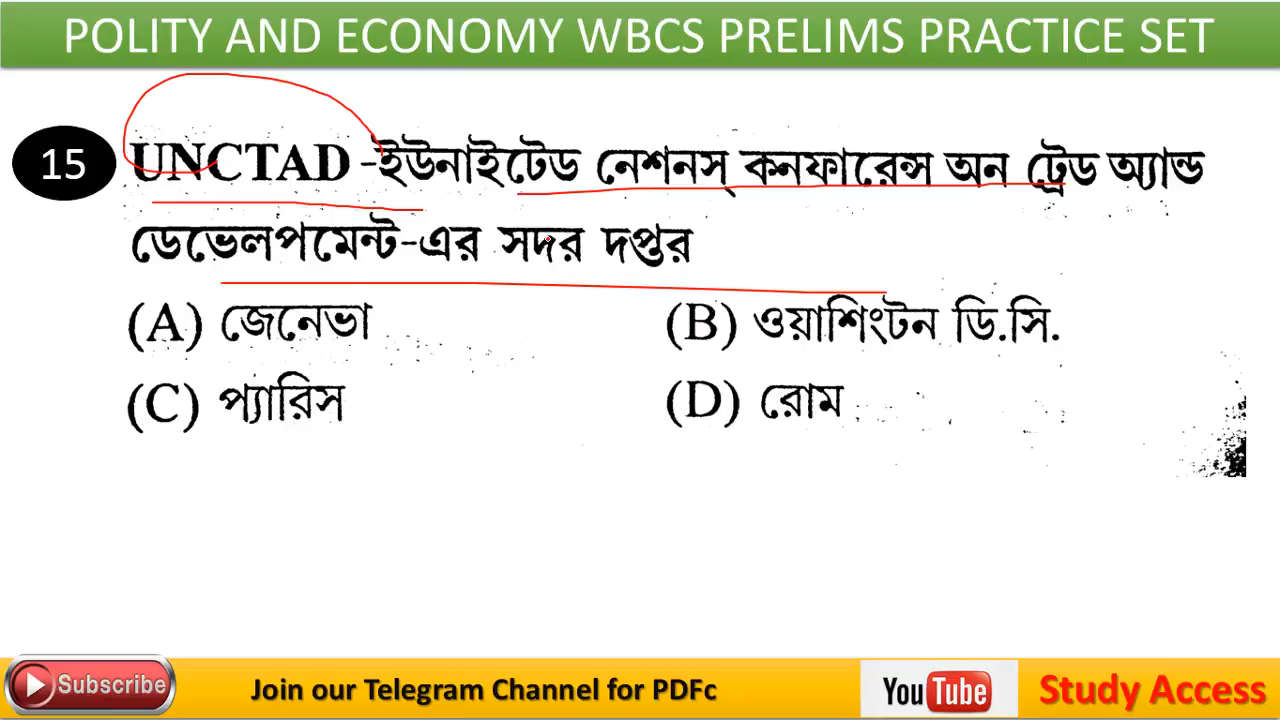 POLITY AND ECONOMY WBCS PRELIMS PRACTICE SET
15 UNCTAD -ইউনাইটেড নেশনস্ কনফারেন্স অন ট্রেড অ্যান্ড
ডেভেলপমেন্ট-এর সদর দপ্তর
(A) জেনেভা (B) ওয়াশিংটন ডি.সি.
(C) প্যারিস (D) রোম
Subscribe Join our Telegram Channel for PDFc YouTube Study Access